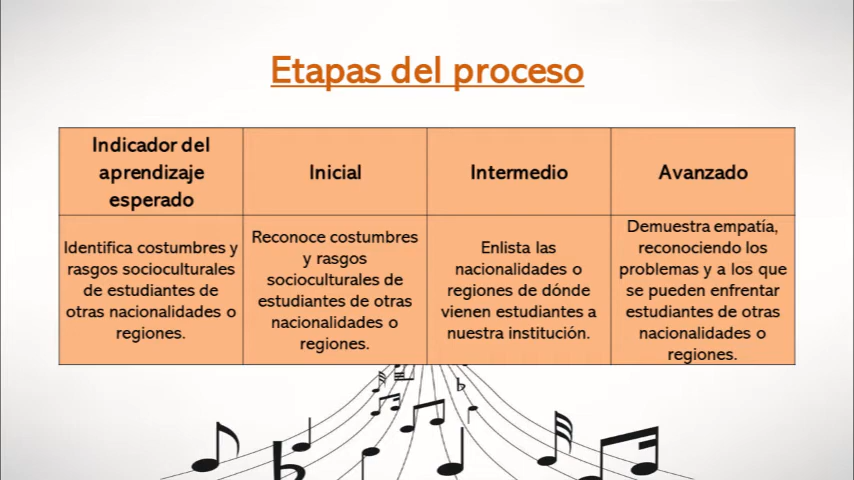 Etapas del proceso
Indicador del
aprendizaje
esperado
Inicial
Intermedio
Avanzado
Identifica costumbres y
rasgos socioculturales
de estudiantes de
otras nacionalidades o
regiones.
Reconoce costumbres
y rasgos
socioculturales de
estudiantes de otras
nacionalidades o
regiones.
Enlista las
nacionalidades o
regiones de dónde
vienen estudiantes a
nuestra institución.
Demuestra empatía,
reconociendo los
problemas y a los que
se pueden enfrentar
estudiantes de otras
nacionalidades o
regiones.